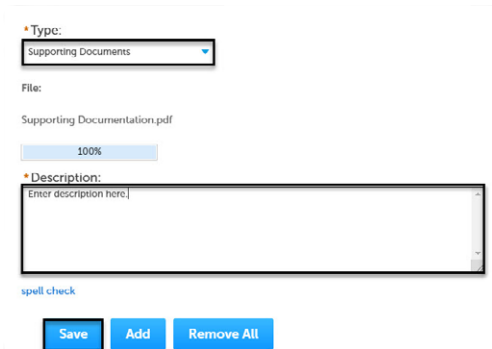 *Type:
Supporting Documents
File:
Supporting Documentation.pdf
100%
*Description:
Enter description here.
spell check
Save Add Remove All